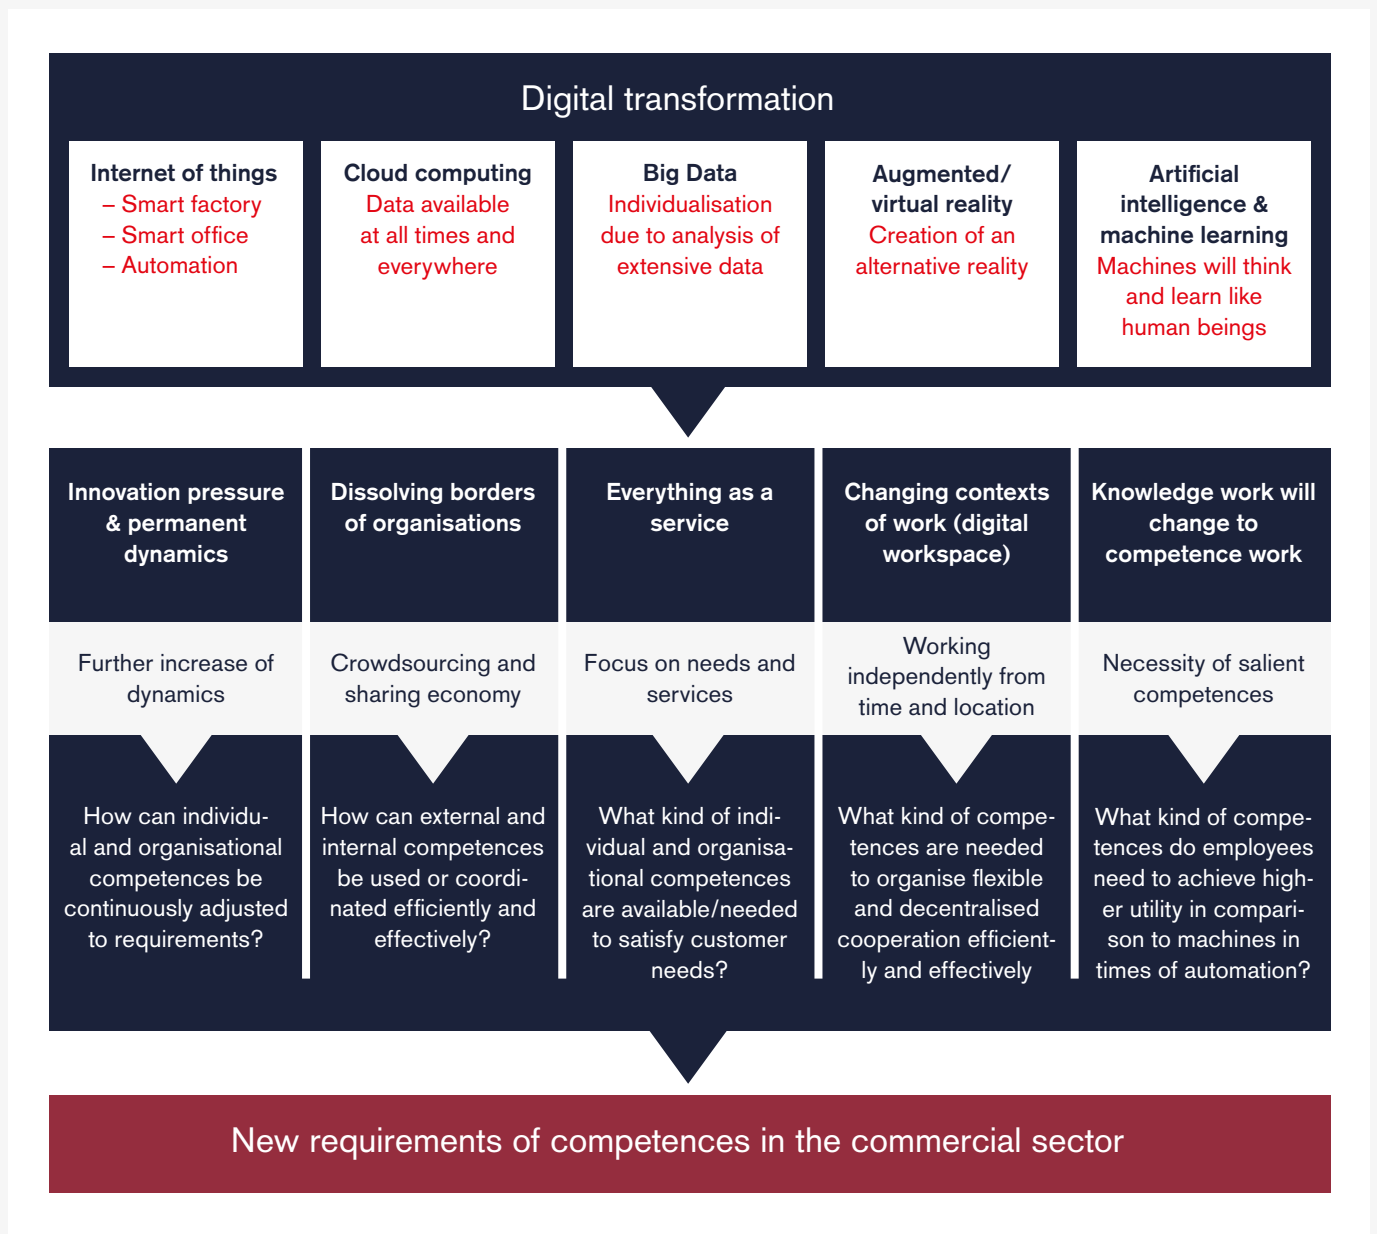 Digital transformation
Internet of things
– Smart factory
– Smart office
– Automation
Cloud computing
Data available
at all times and
everywhere
Big Data
Individualisation
due to analysis of
extensive data
Augmented/
virtual reality
Creation of an
alternative reality
Artificial
intelligence &
machine learning
Machines will think
and learn like
human beings
Innovation pressure
& permanent
dynamics
Dissolving borders
of organisations
Everything as a
service
Changing contexts
of work (digital
workspace)
Knowledge work will
change to
competence work
Further increase of
dynamics
Crowdsourcing and
sharing economy
Focus on needs and
services
Working
independently from
time and location
Necessity of salient
competences
How can individu-
al and organisational
competences be
continuously adjusted
to requirements?
How can external and
internal competences
be used or coordi-
nated efficiently and
effectively?
What kind of indi-
vidual and organisa-
tional competences
are available/needed
to satisfy customer
needs?
What kind of compe-
tences are needed
to organise flexible
and decentralised
cooperation efficient-
ly and effectively
What kind of compe-
tences do employees
need to achieve high-
er utility in compari-
son to machines in
times of automation?
New requirements of competences in the commercial sector